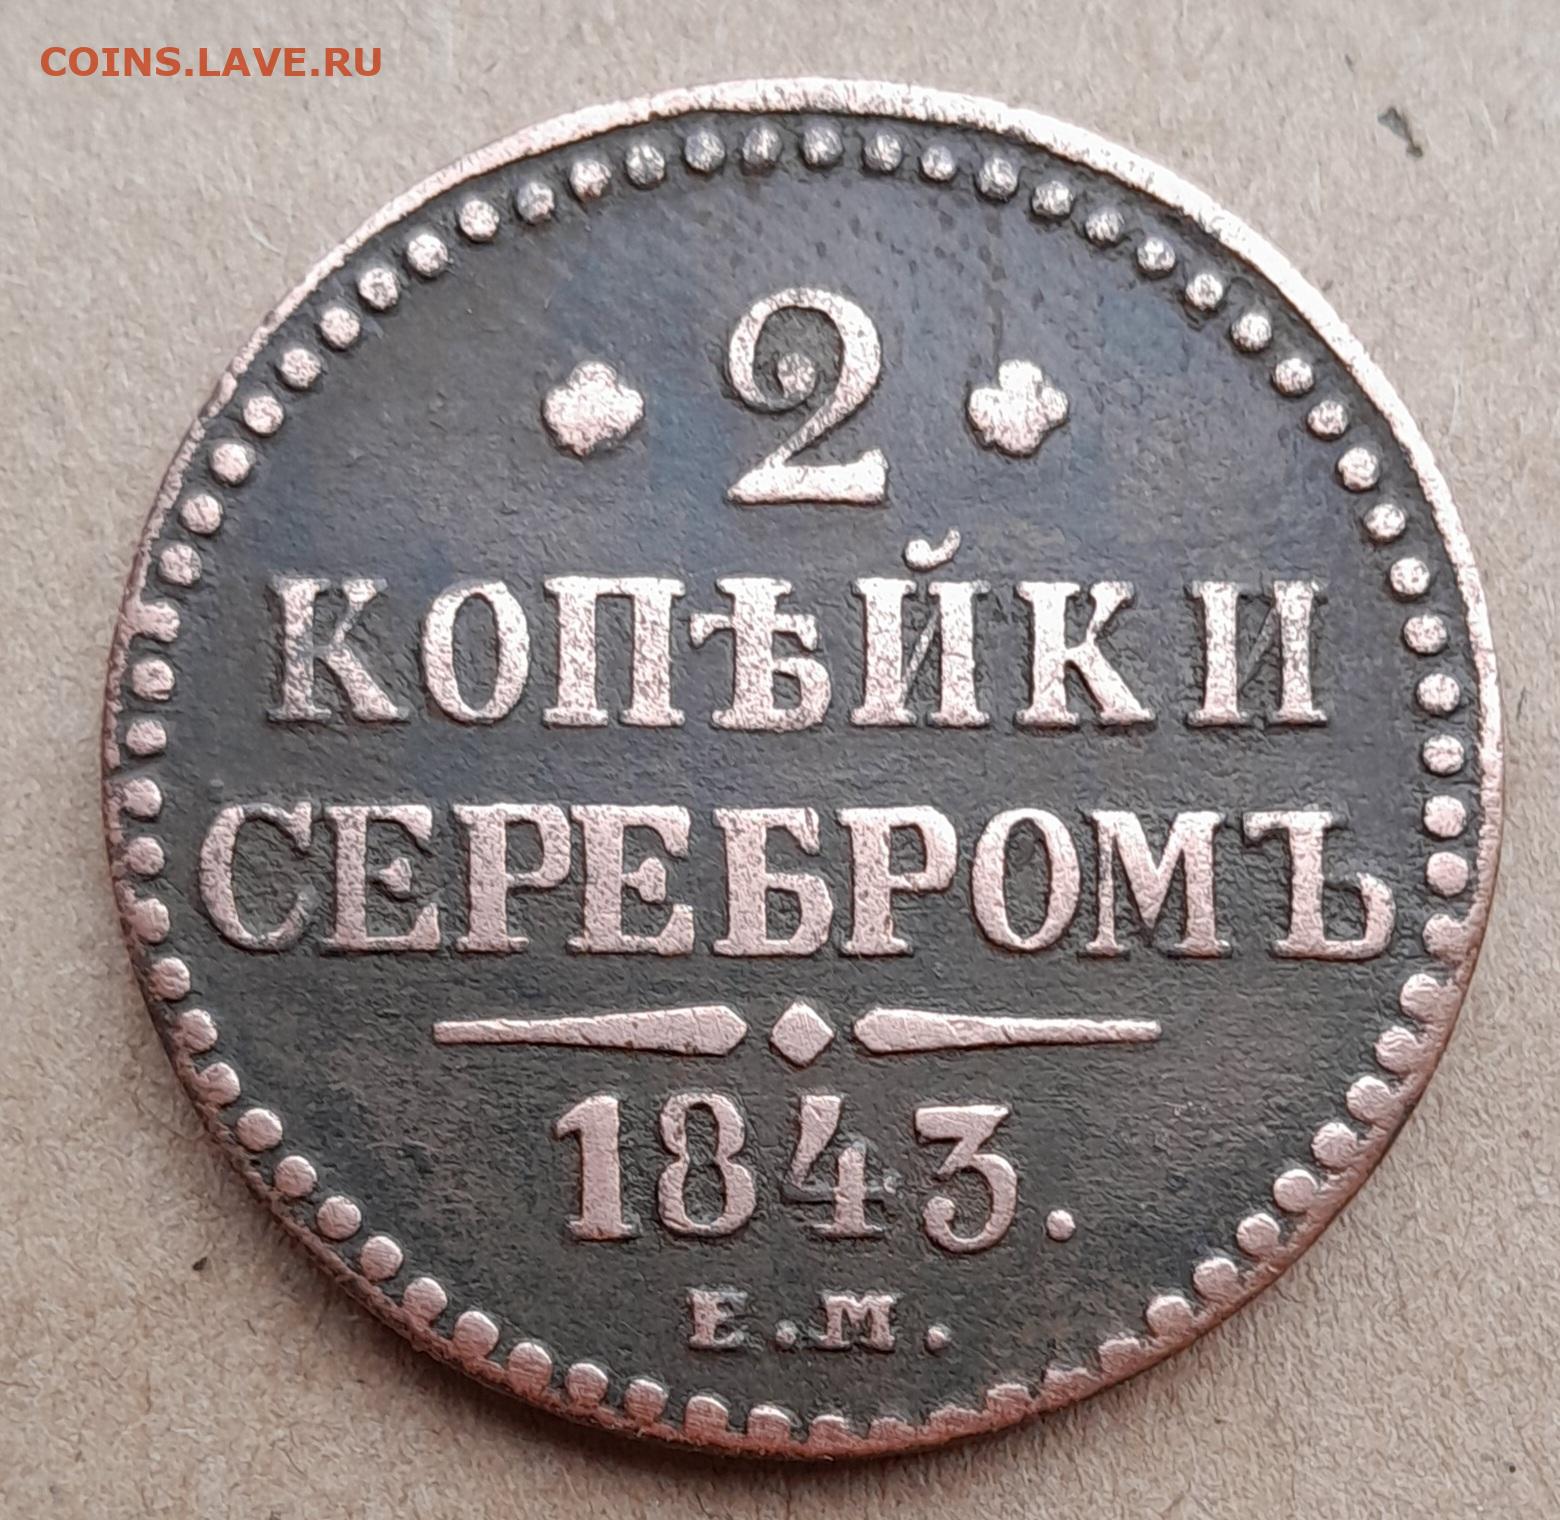 COINS.LAVE.RU
2
КОПѢЙКИ
СЕРЕБРОМЪ
1843.
Е.М.